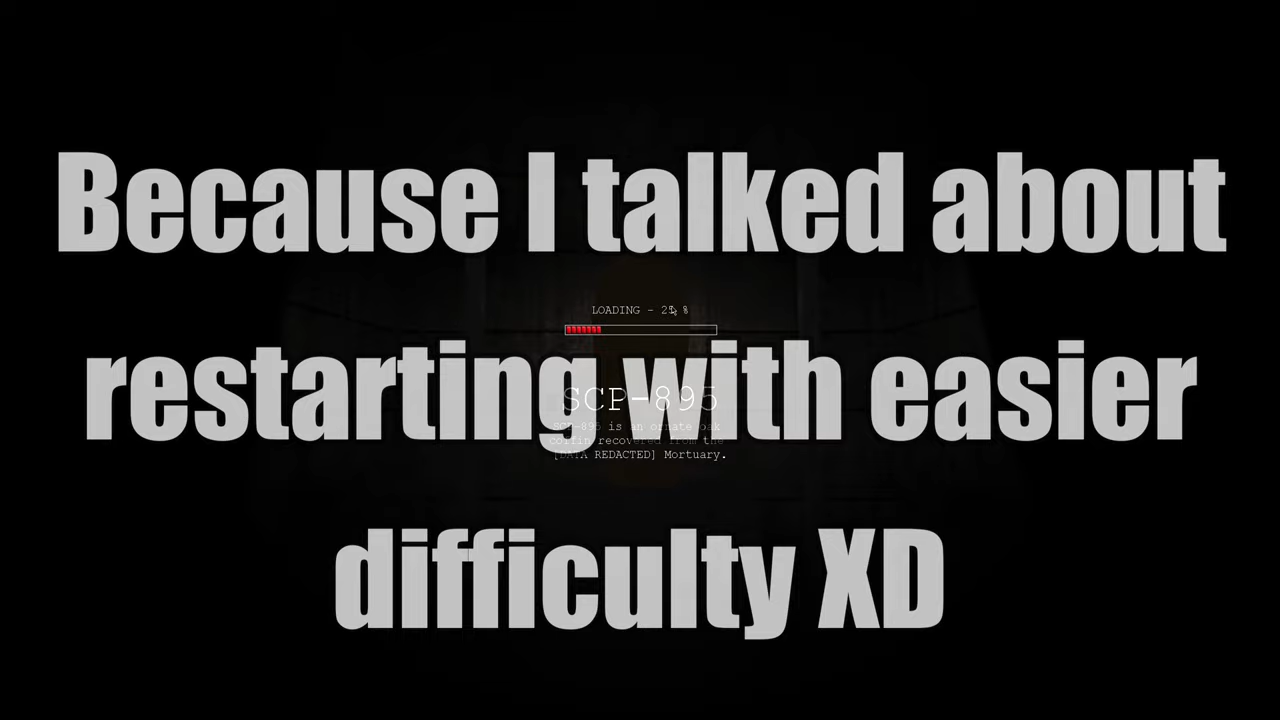 Because I talked about
LOADING - 25 %
restarting with easier
SCP-895
SCP-895 is an ornate oak
coffin recovered from the
[DATA REDACTED] Mortuary.
difficulty XD